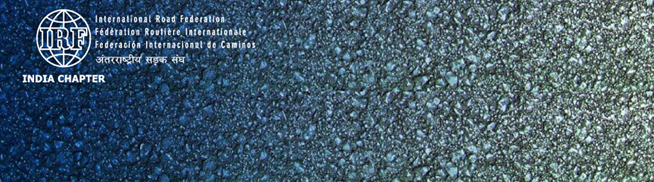 IRF
International Road Federation
Fédération Routière Internationale
Federación Internacional de Caminos
अंतरराष्ट्रीय सड़क संघ
INDIA CHAPTER